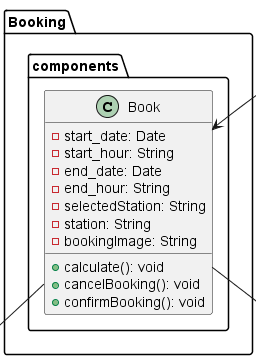 Booking
components
C Book
start_date: Date
start_hour: String
end_date: Date
end_hour: String
selectedStation: String
station: String
bookingImage: String
calculate(): void
cancelBooking(): void
confirmBooking(): void